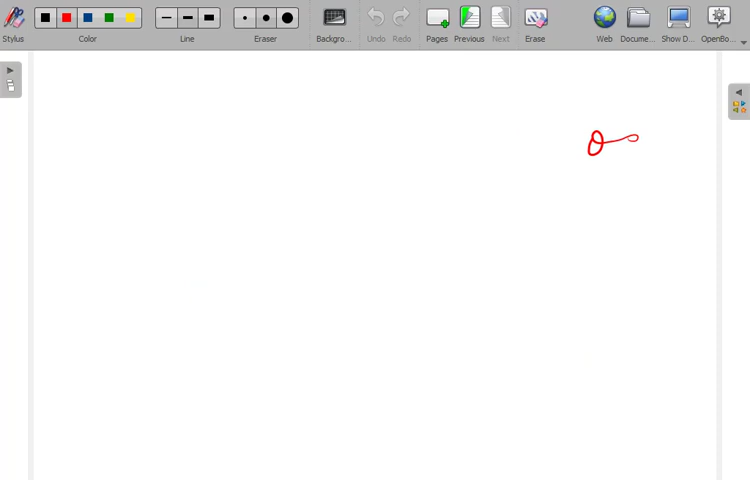 Stylus
Color
Line
Eraser
Backgro...
Undo
Redo
Pages
Previous
Next
Erase
Web
Docume...
Show D...
OpenBo...